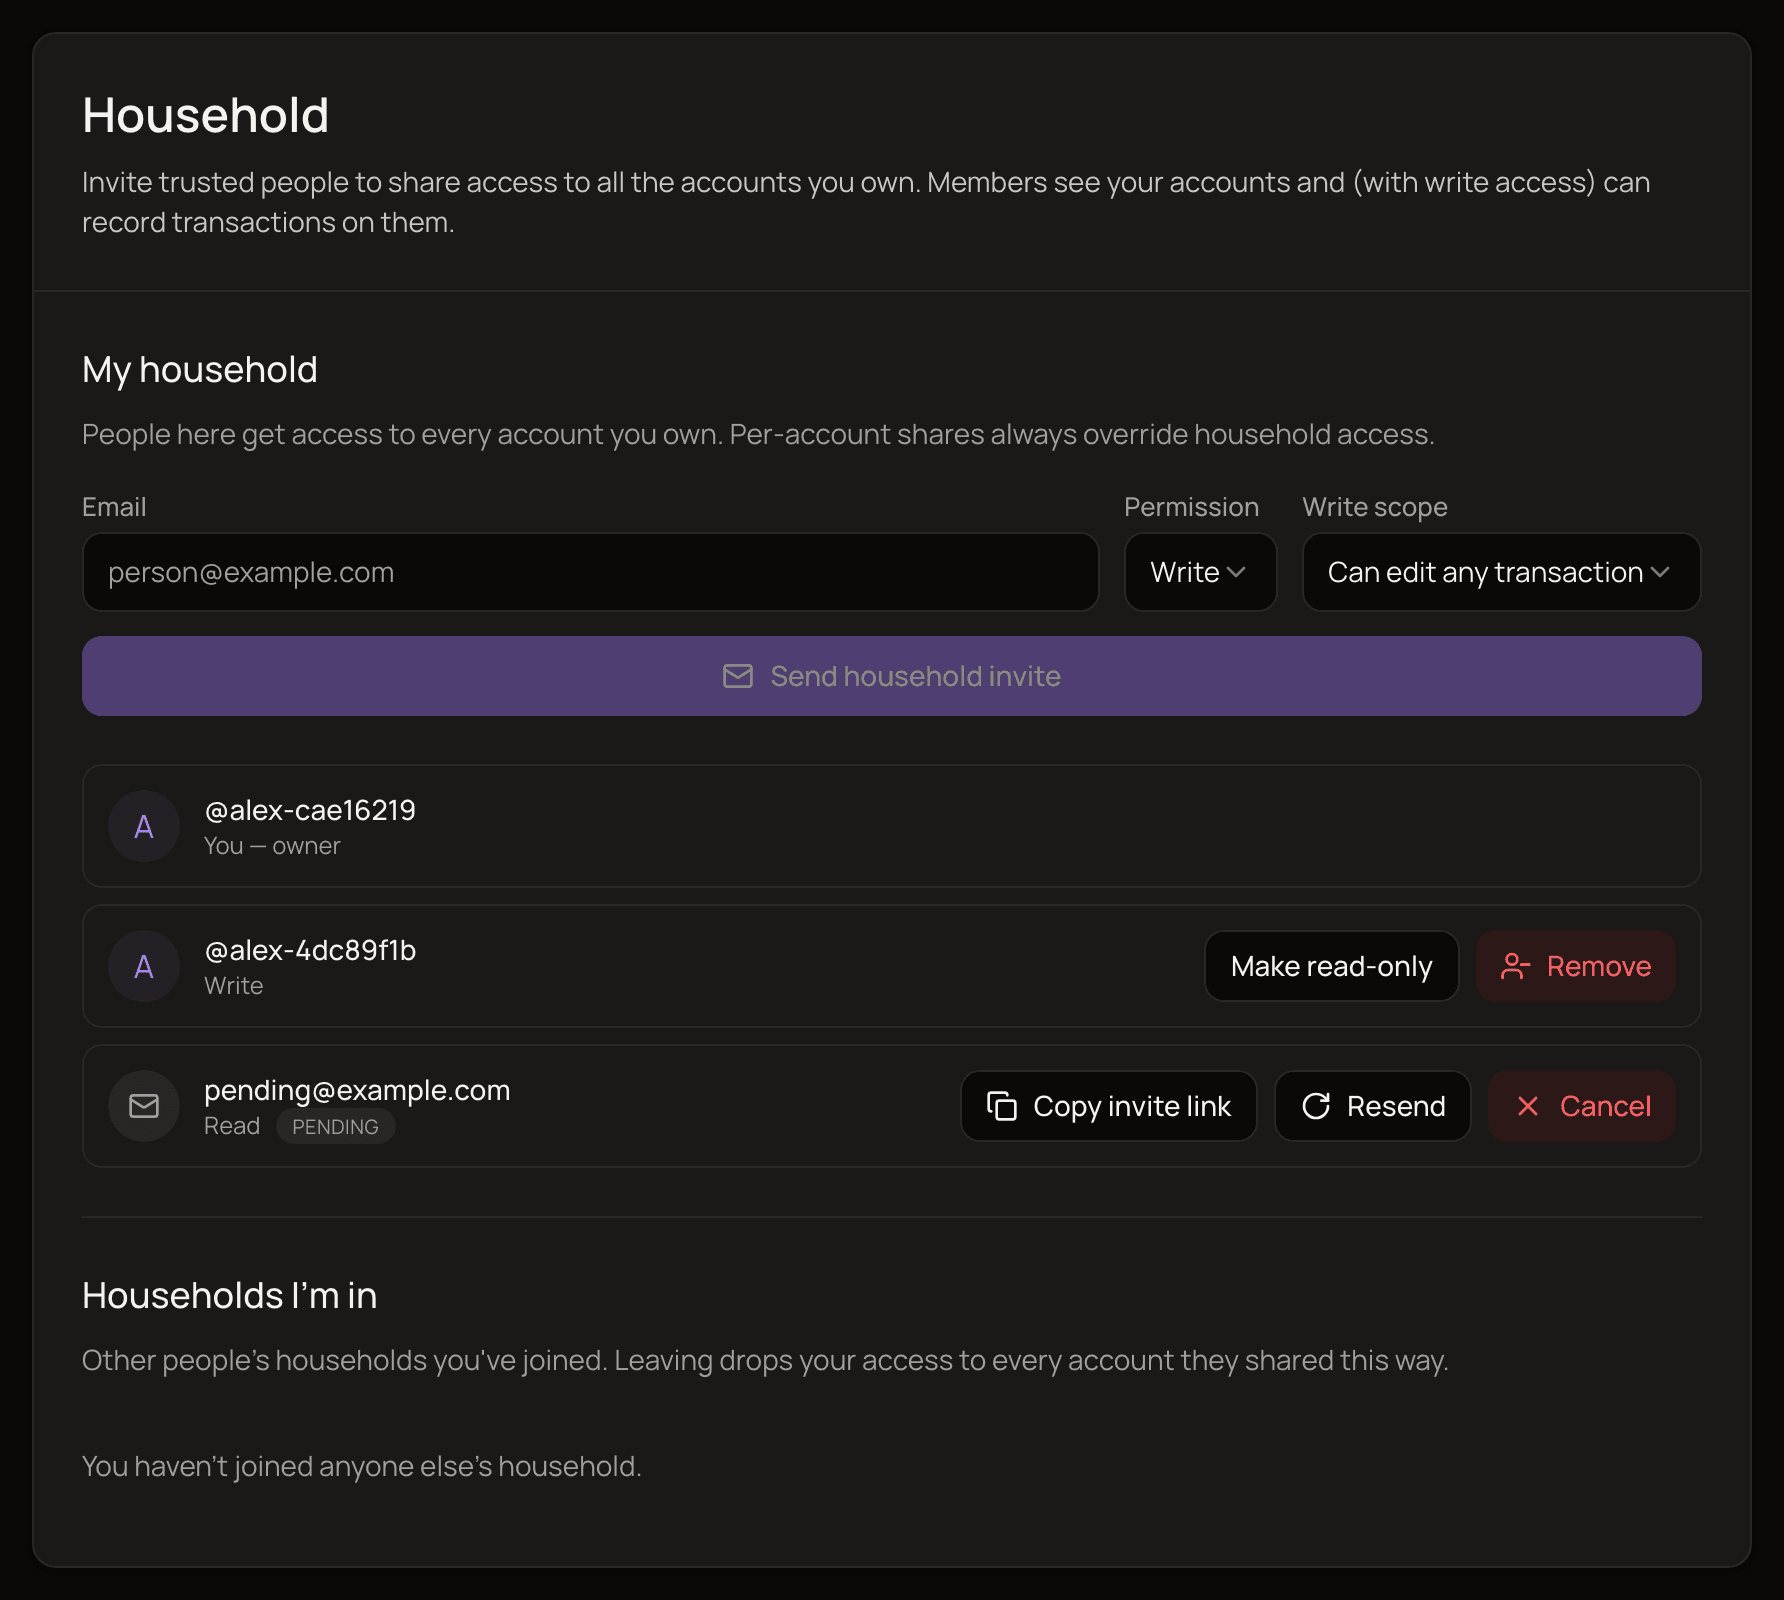 Household
Invite trusted people to share access to all the accounts you own. Members see your accounts and (with write access) can
record transactions on them.
My household
People here get access to every account you own. Per-account shares always override household access.
Email
Permission
Write scope
person@example.com
Write
Can edit any transaction
Send household invite
A
@alex-cae16219
You — owner
A
@alex-4dc89f1b
Write
Make read-only
Remove
pending@example.com
Read
PENDING
Copy invite link
Resend
Cancel
Households I’m in
Other people’s households you've joined. Leaving drops your access to every account they shared this way.
You haven’t joined anyone else’s household.